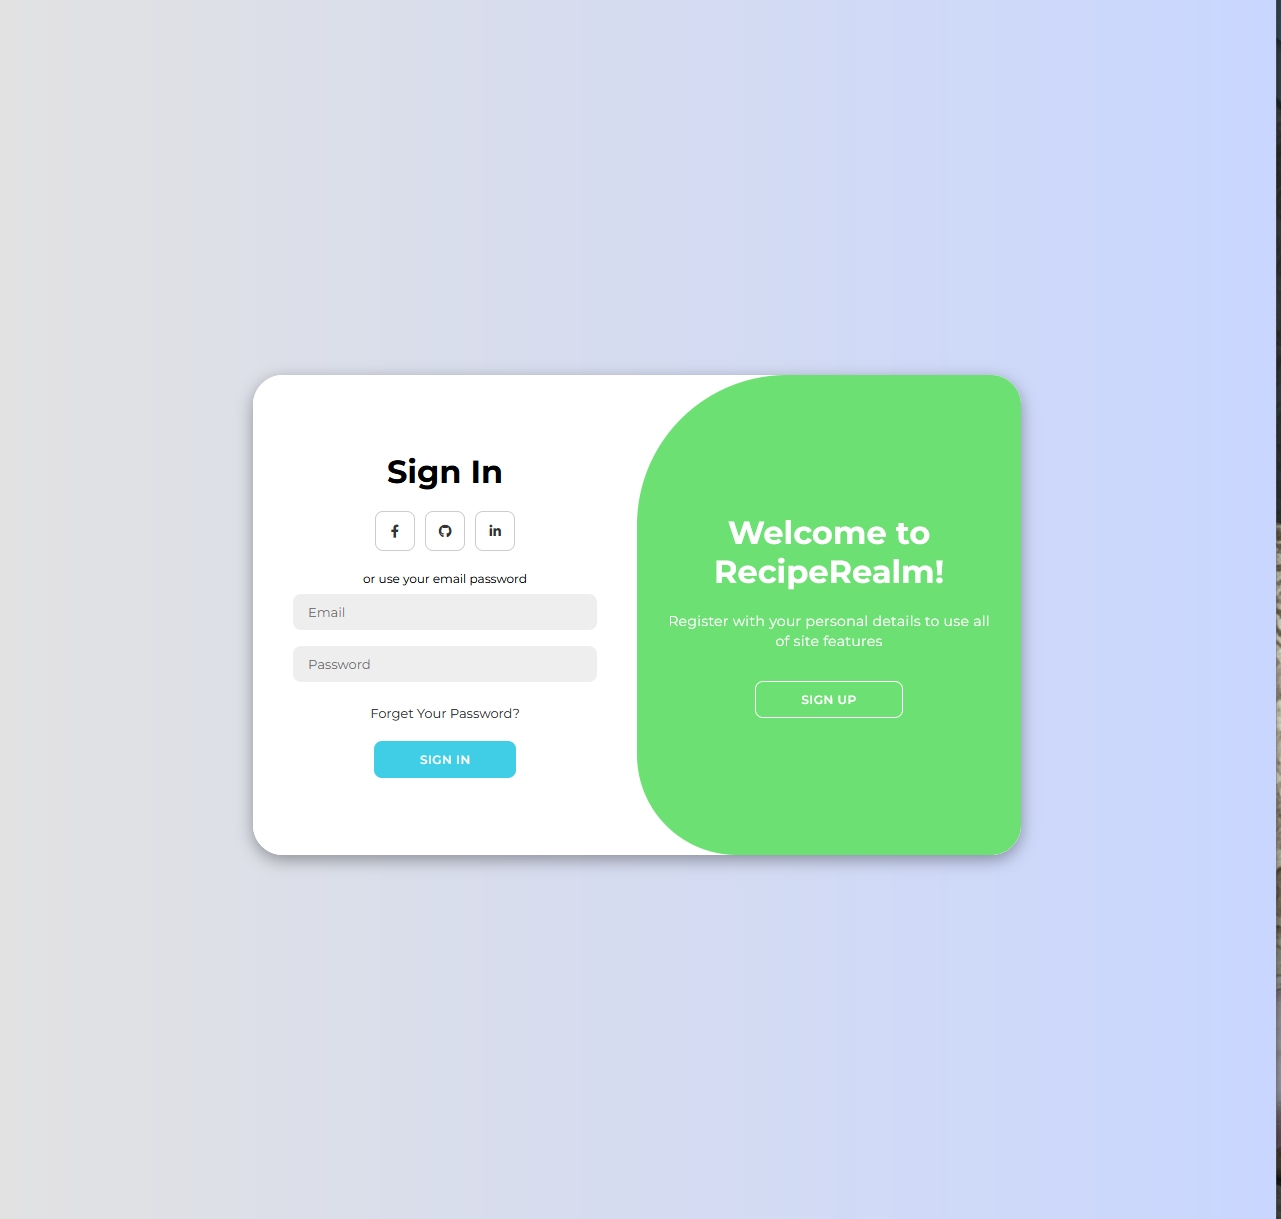 Sign In
or use your email password
Email
Password
Forget Your Password?
SIGN IN
Welcome to
RecipeRealm!
Register with your personal details to use all
of site features
SIGN UP